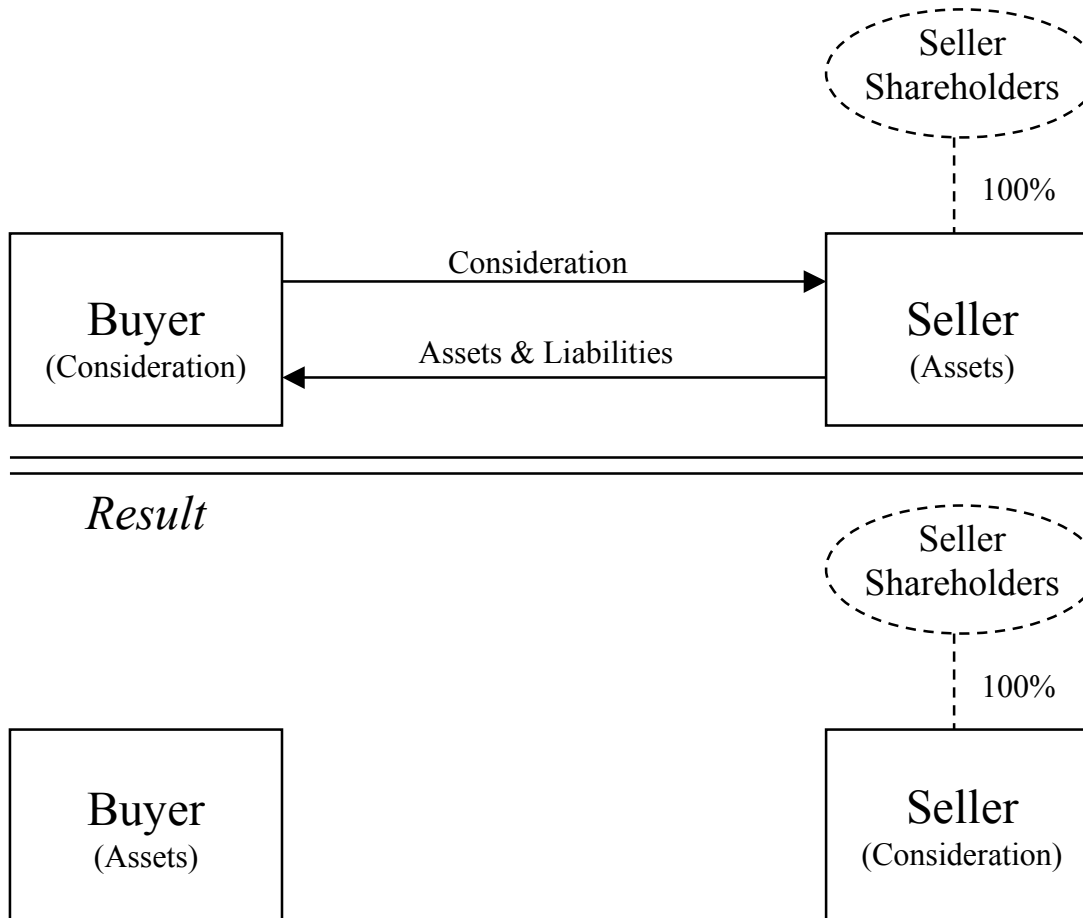 Seller
Shareholders
100%
Consideration
Buyer
(Consideration)
Seller
(Assets)
Assets & Liabilities
Result
Seller
Shareholders
100%
Buyer
(Assets)
Seller
(Consideration)